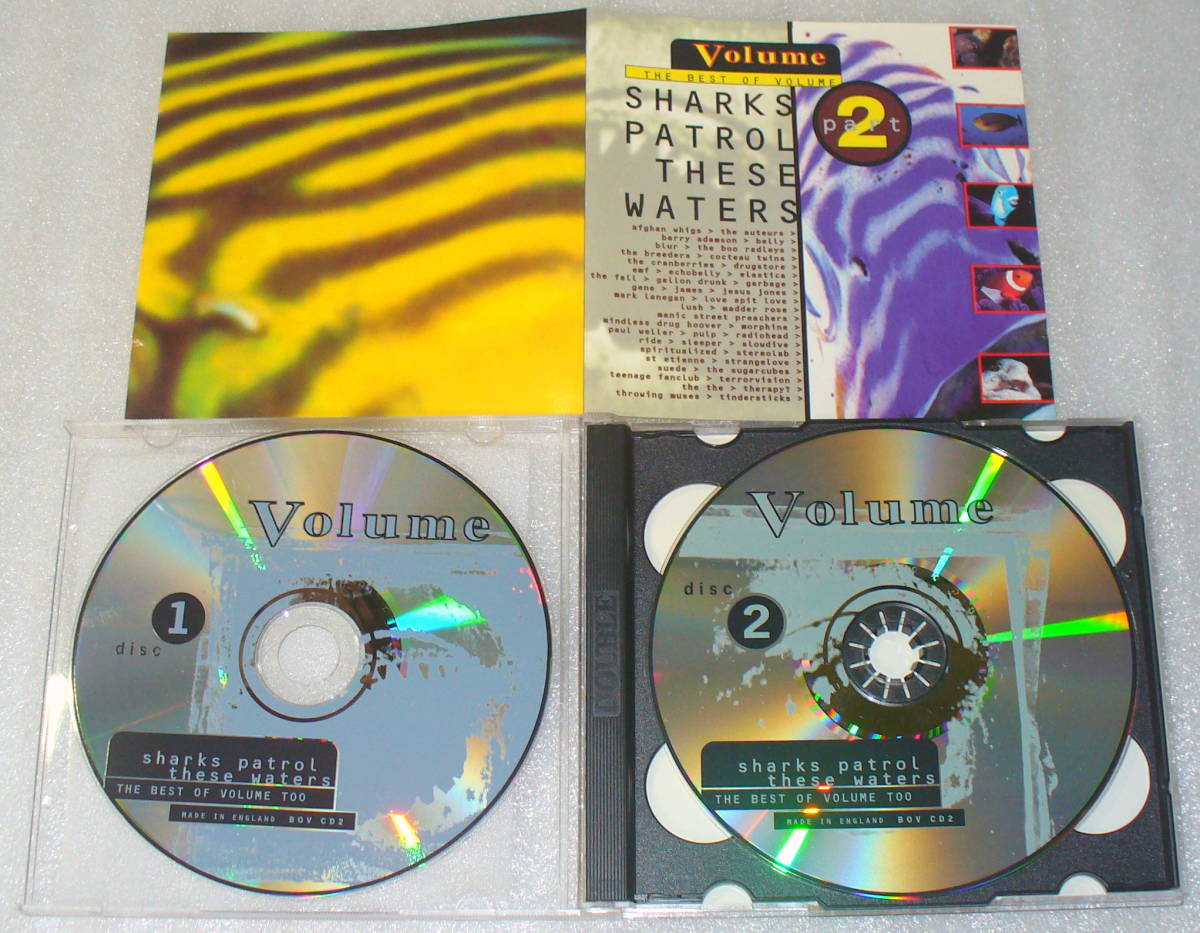 Volume
THE BEST OF VOLUME
SHARKS
PATROL
THESE
WATERS
part 2
afghan whigs > the auteurs >
barry adamson > belly >
blur > the boo radleys >
the breeders > cocteau twins >
the cranberries > drugstore >
emf > echobelly > elastica >
the fall > gallon drunk > garbage
gene > james > jesus jones >
mark lanegan > love spit love >
lush > madder rose >
manic street preachers >
mindless drug hoover > morphine >
paul weller > pulp > radiohead >
ride > sleeper > slowdive >
spiritualized > stereolab >
st etienne > strangelove >
suede > the sugarcubes >
teenage fanclub > terrorvision >
the the > therapy? >
throwing muses > tindersticks >
Volume
disc 1
sharks patrol
these waters
THE BEST OF VOLUME TOO
MADE IN ENGLAND BOV CD2
DOUBLE
Volume
disc 2
sharks patrol
these waters
THE BEST OF VOLUME TOO
MADE IN ENGLAND BOV CD2